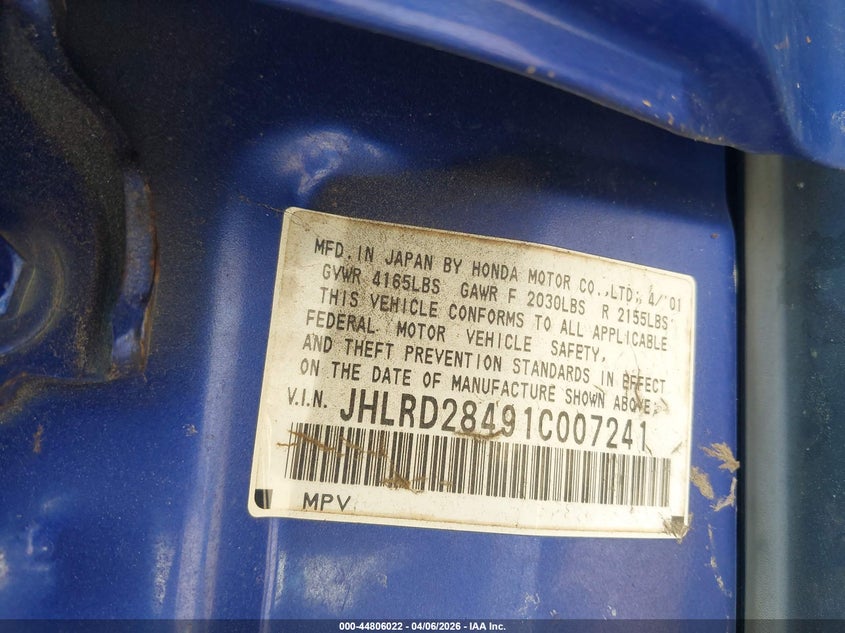 MFD. IN JAPAN BY HONDA MOTOR CO.,LTD; 4/'01
GVWR 4165LBS GAWR F 2030LBS R 2155LBS
THIS VEHICLE CONFORMS TO ALL APPLICABLE
FEDERAL MOTOR VEHICLE SAFETY,
AND THEFT PREVENTION STANDARDS IN EFFECT
ON THE DATE OF MANUFACTURE SHOWN ABOVE;
V.I.N. JHLRD28491C007241
MPV
000-44806022 - 04/06/2026 - IAA Inc.